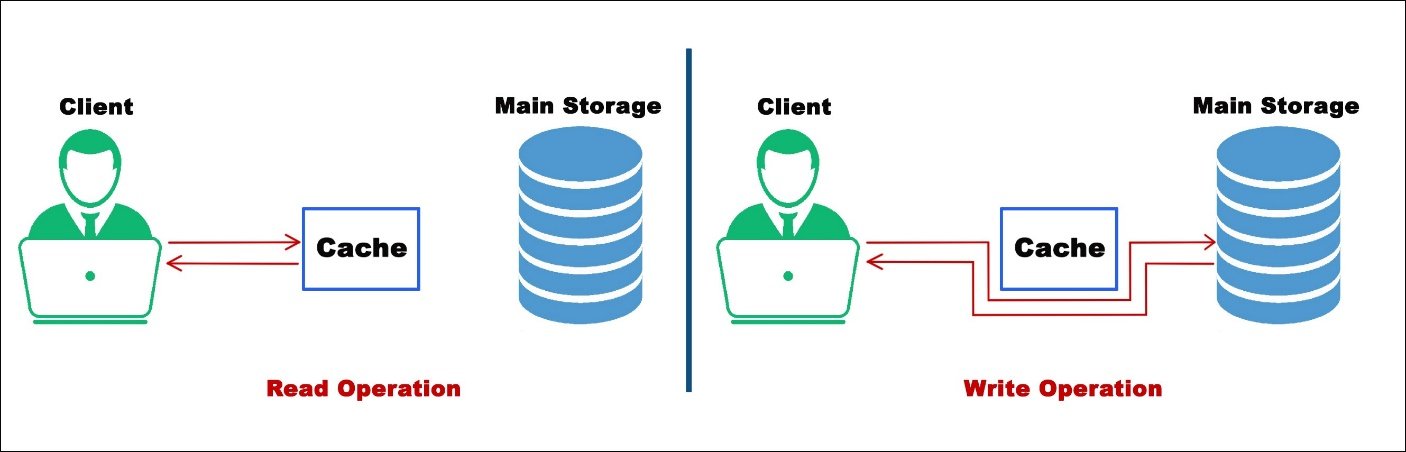 Client
Main Storage
Cache
Read Operation
Client
Main Storage
Cache
Write Operation